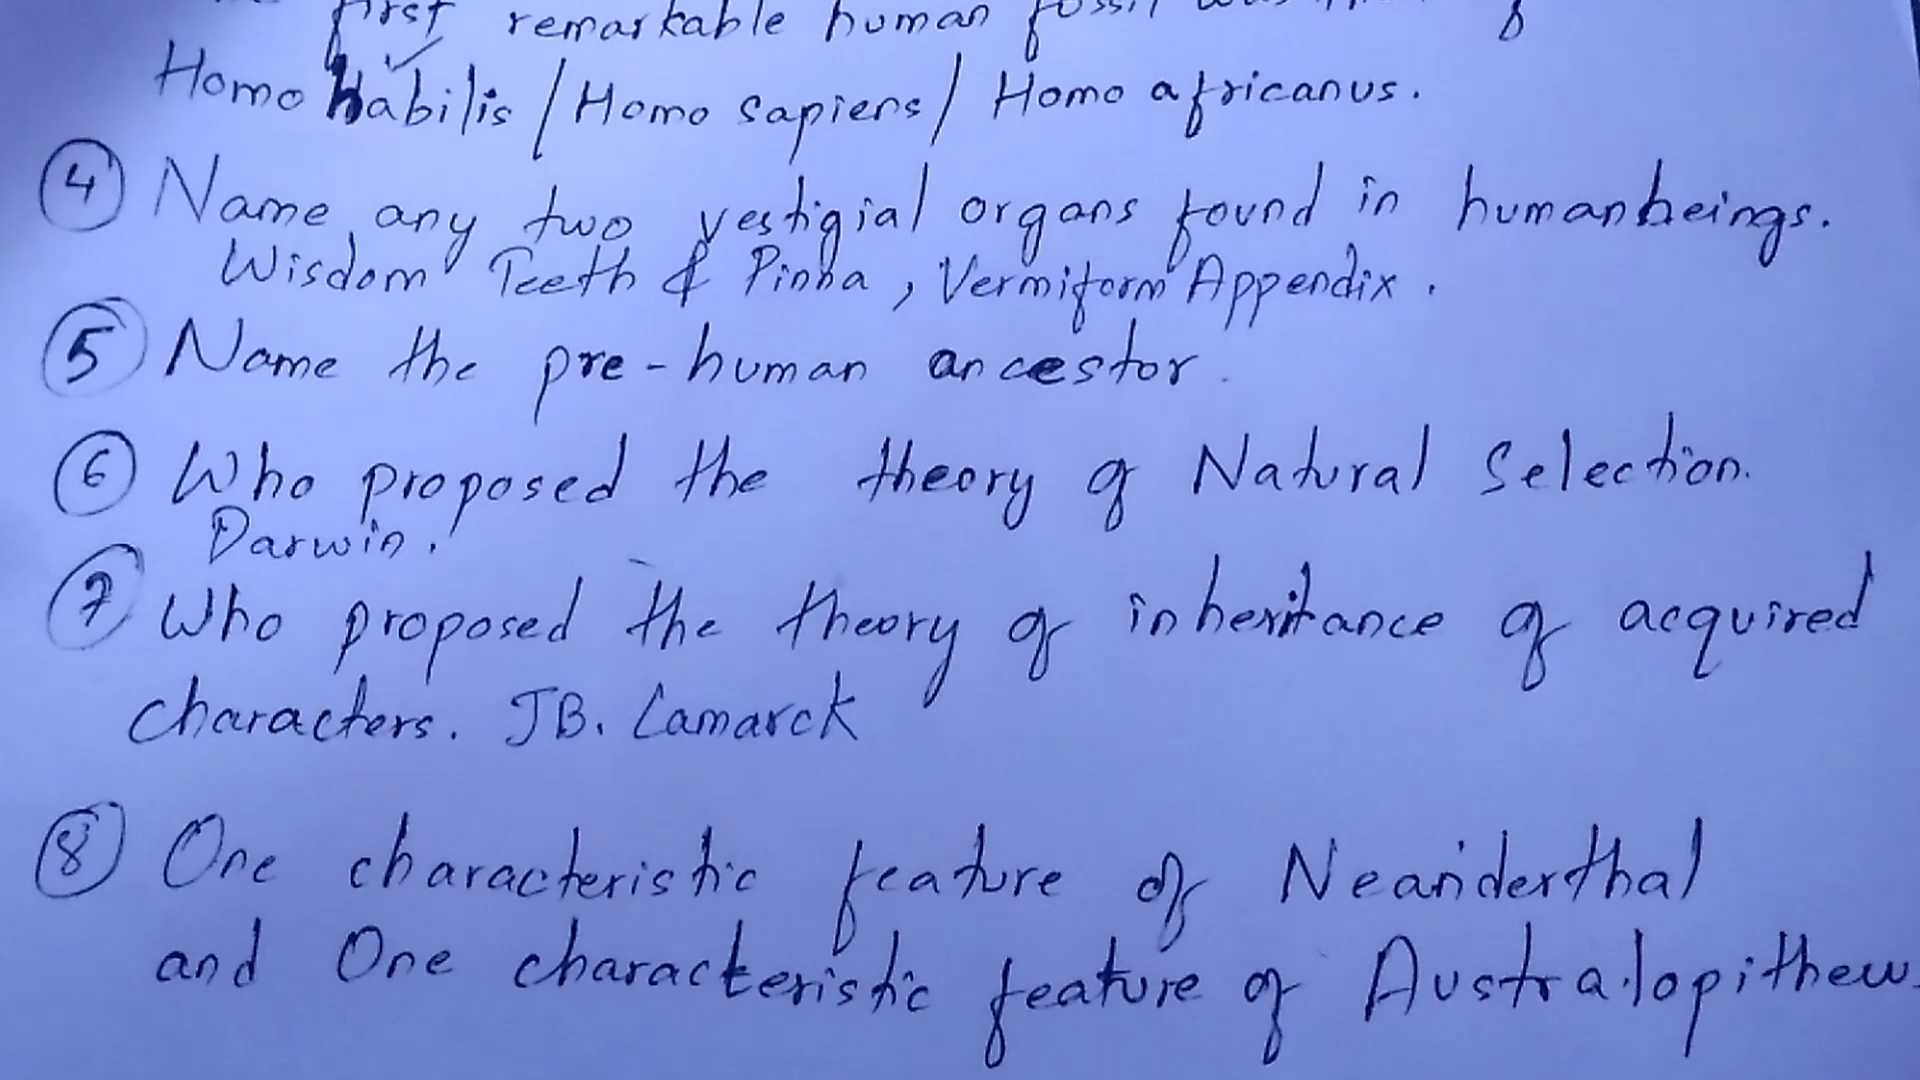 first remarkable human fossil
Homo habilis / Homo sapiens / Homo africanus.
4 Name any two vestigial organs found in humanbeings.
Wisdom Teeth & Pinna, Vermiform Appendix.
5 Name the pre-human ancestor.
6 Who proposed the theory of Natural Selection.
Darwin.
7 Who proposed the theory of inheritance of acquired
characters. JB. Lamarck
8 One characteristic feature of Neanderthal
and One characteristic feature of Australopithecus